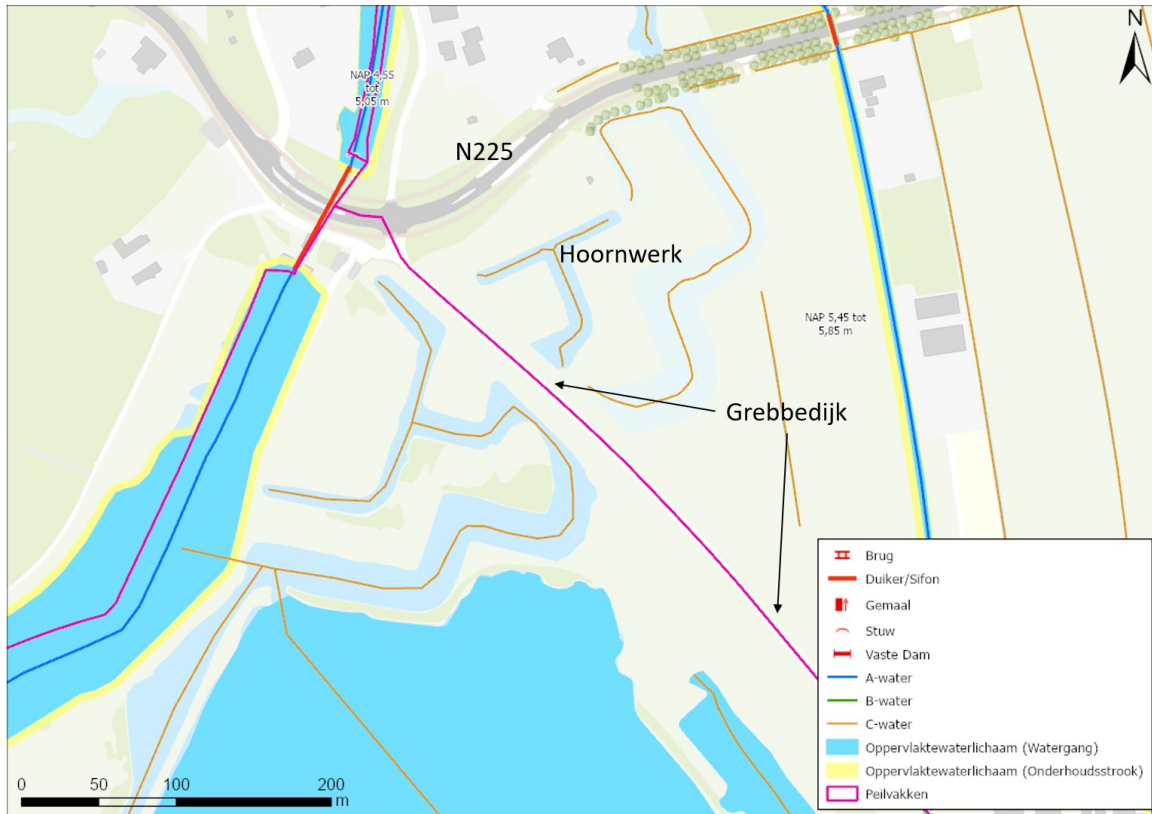 N
NAP 4,55
tot
5,05 m
N225
Hoornwerk
NAP 5,45 tot
5,85 m
Grebbedijk
Brug
Duiker/Sifon
Gemaal
Stuw
Vaste Dam
A-water
B-water
C-water
Oppervlaktewaterlichaam (Watergang)
Oppervlaktewaterlichaam (Onderhoudsstrook)
Peilvakken
0 50 100 200
m